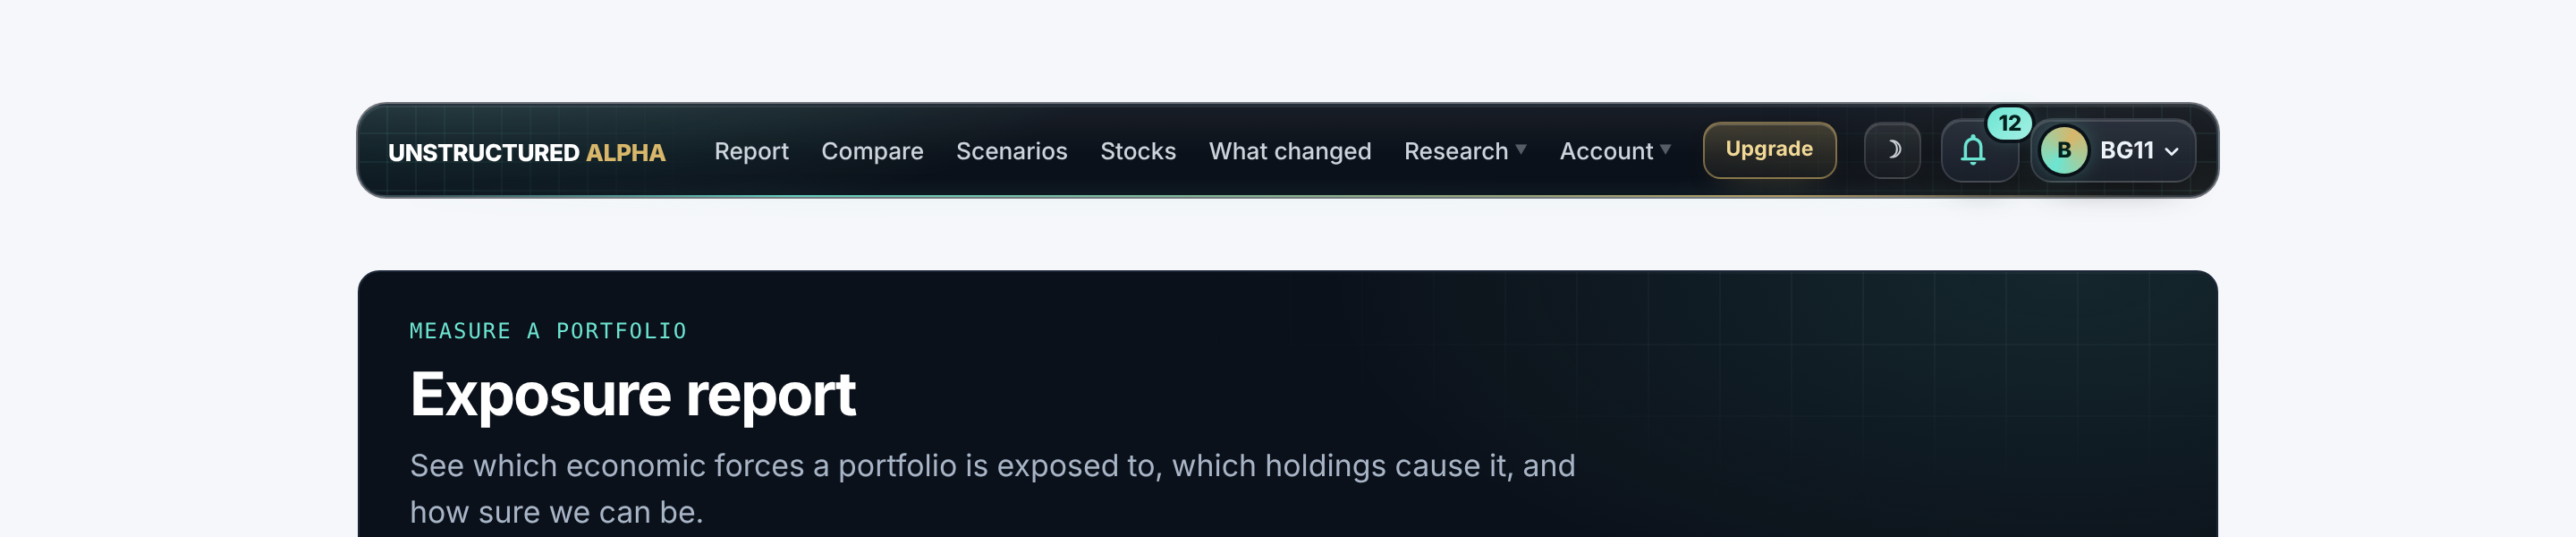 UNSTRUCTURED ALPHA Report Compare Scenarios Stocks What changed Research Account Upgrade 12 B BG11
MEASURE A PORTFOLIO
Exposure report
See which economic forces a portfolio is exposed to, which holdings cause it, and
how sure we can be.